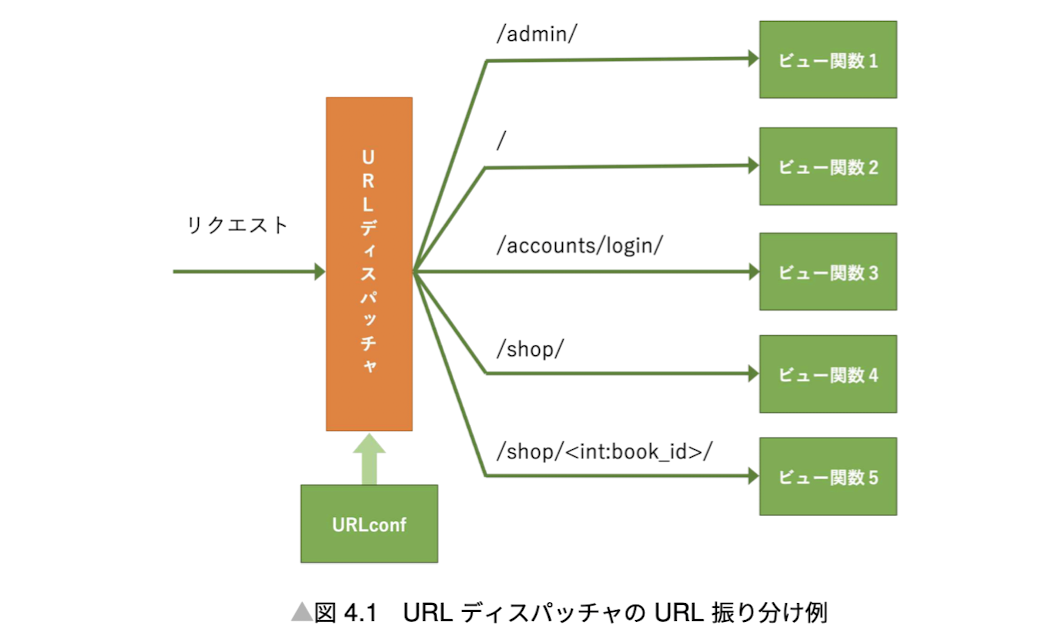 /admin/
ビュー関数 1
/
ビュー関数 2
リクエスト
URLディスパッチャ
/accounts/login/
ビュー関数 3
/shop/
ビュー関数 4
/shop/<int:book_id>/
ビュー関数 5
URLconf
▲図 4.1 URL ディスパッチャの URL 振り分け例